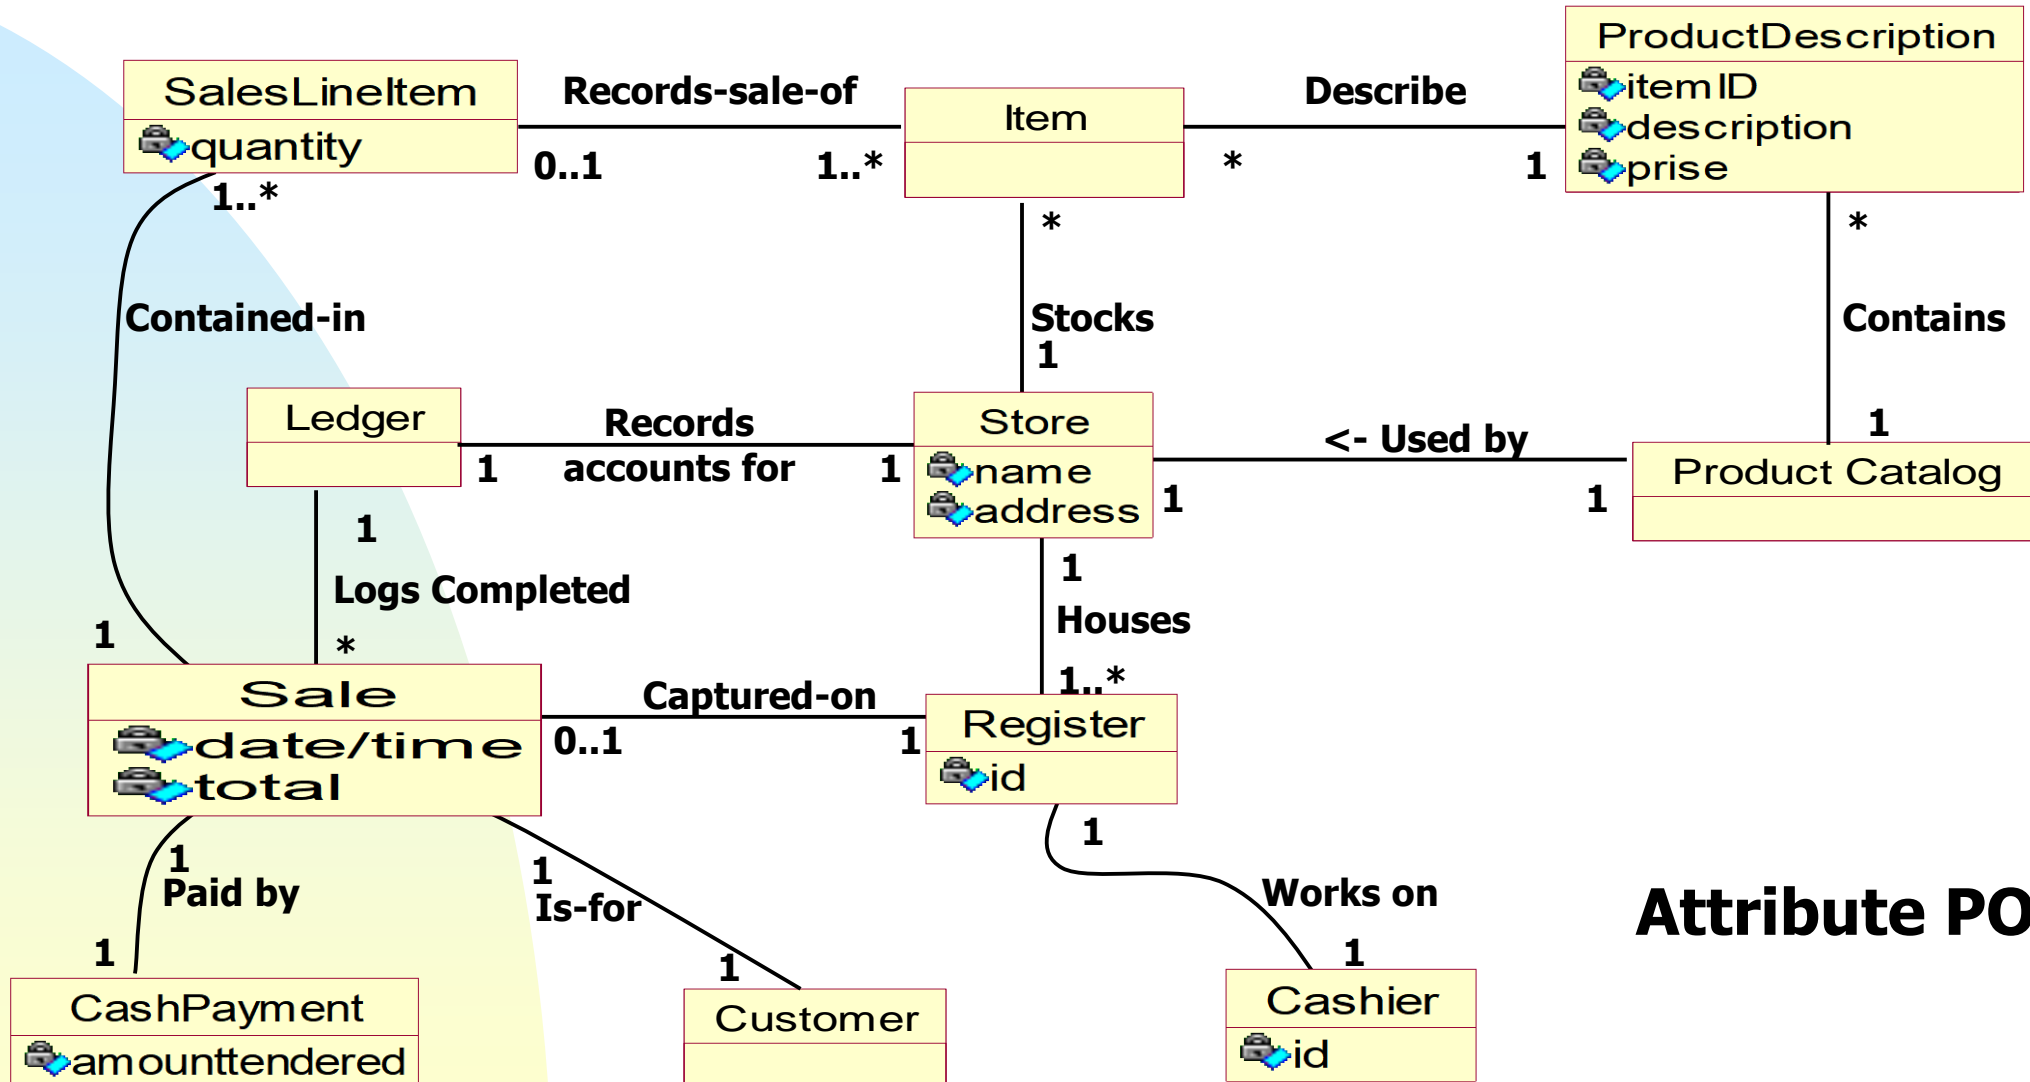 SalesLineItem
quantity
Records-sale-of
0..1
1..*
Item
Describe
*
1
ProductDescription
itemID
description
prise
1..*
*
*
Contained-in
Stocks
1
Contains
1
Ledger
Records
accounts for
1
1
Store
name
address
<- Used by
1
1
Product Catalog
1
Logs Completed
*
1
1
Houses
1..*
Sale
date/time
total
Captured-on
0..1
1
Register
id
1
Paid by
1
1
Is-for
1
1
Works on
1
Attribute PO
CashPayment
amounttendered
Customer
Cashier
id